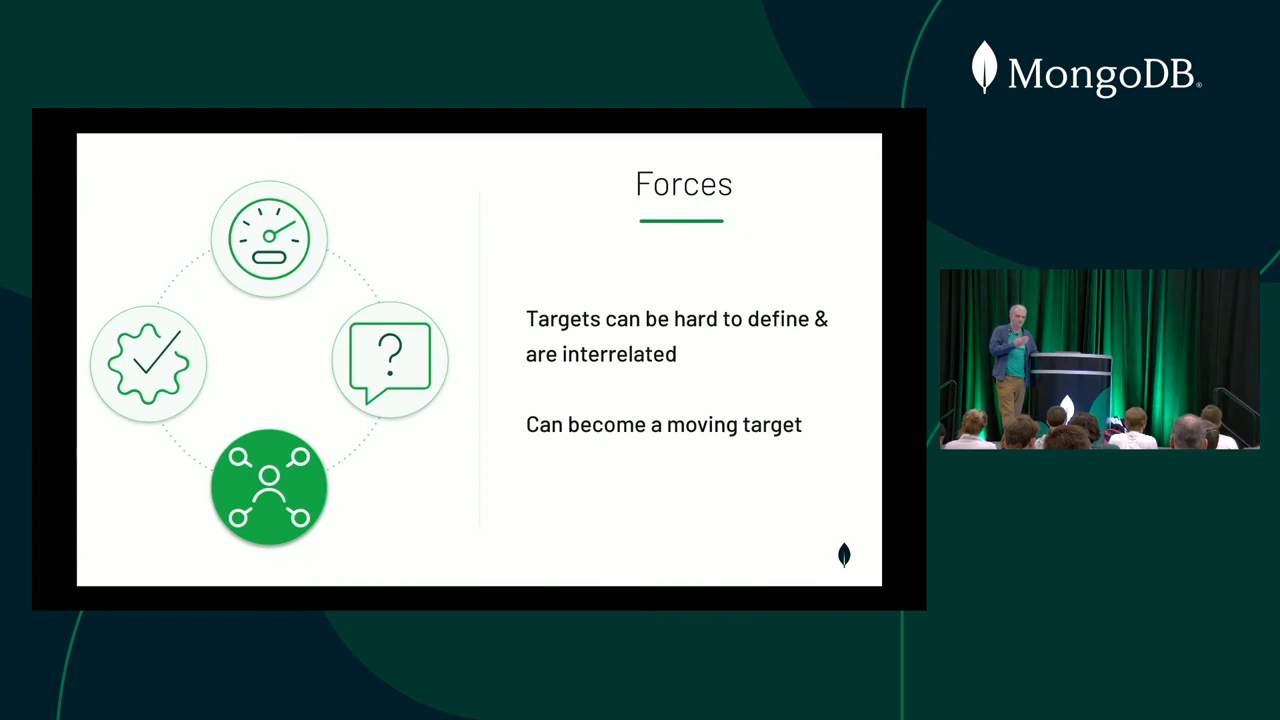 MongoDB®
Forces
Targets can be hard to define &
are interrelated
Can become a moving target
?